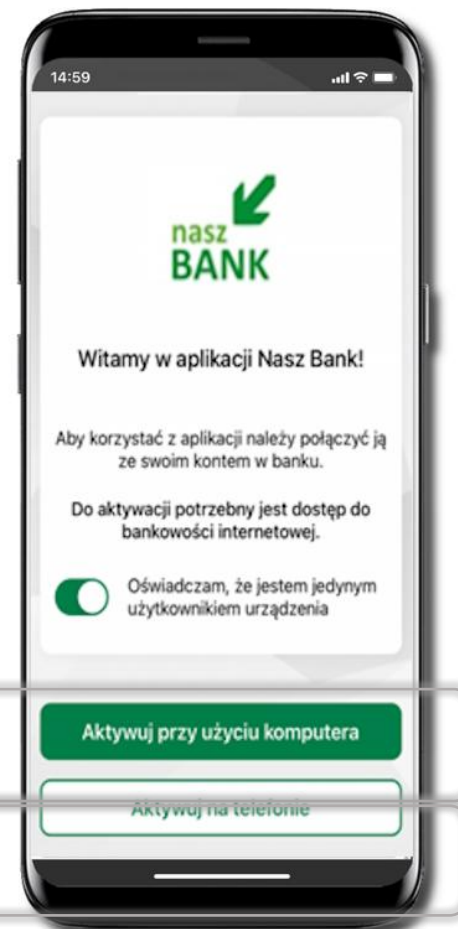 14:59
nasz
BANK
Witamy w aplikacji Nasz Bank!
Aby korzystać z aplikacji należy połączyć ją
ze swoim kontem w banku.
Do aktywacji potrzebny jest dostęp do
bankowości internetowej.
Oświadczam, że jestem jedynym
użytkownikiem urządzenia
Aktywuj przy użyciu komputera
Aktywuj na telefonie